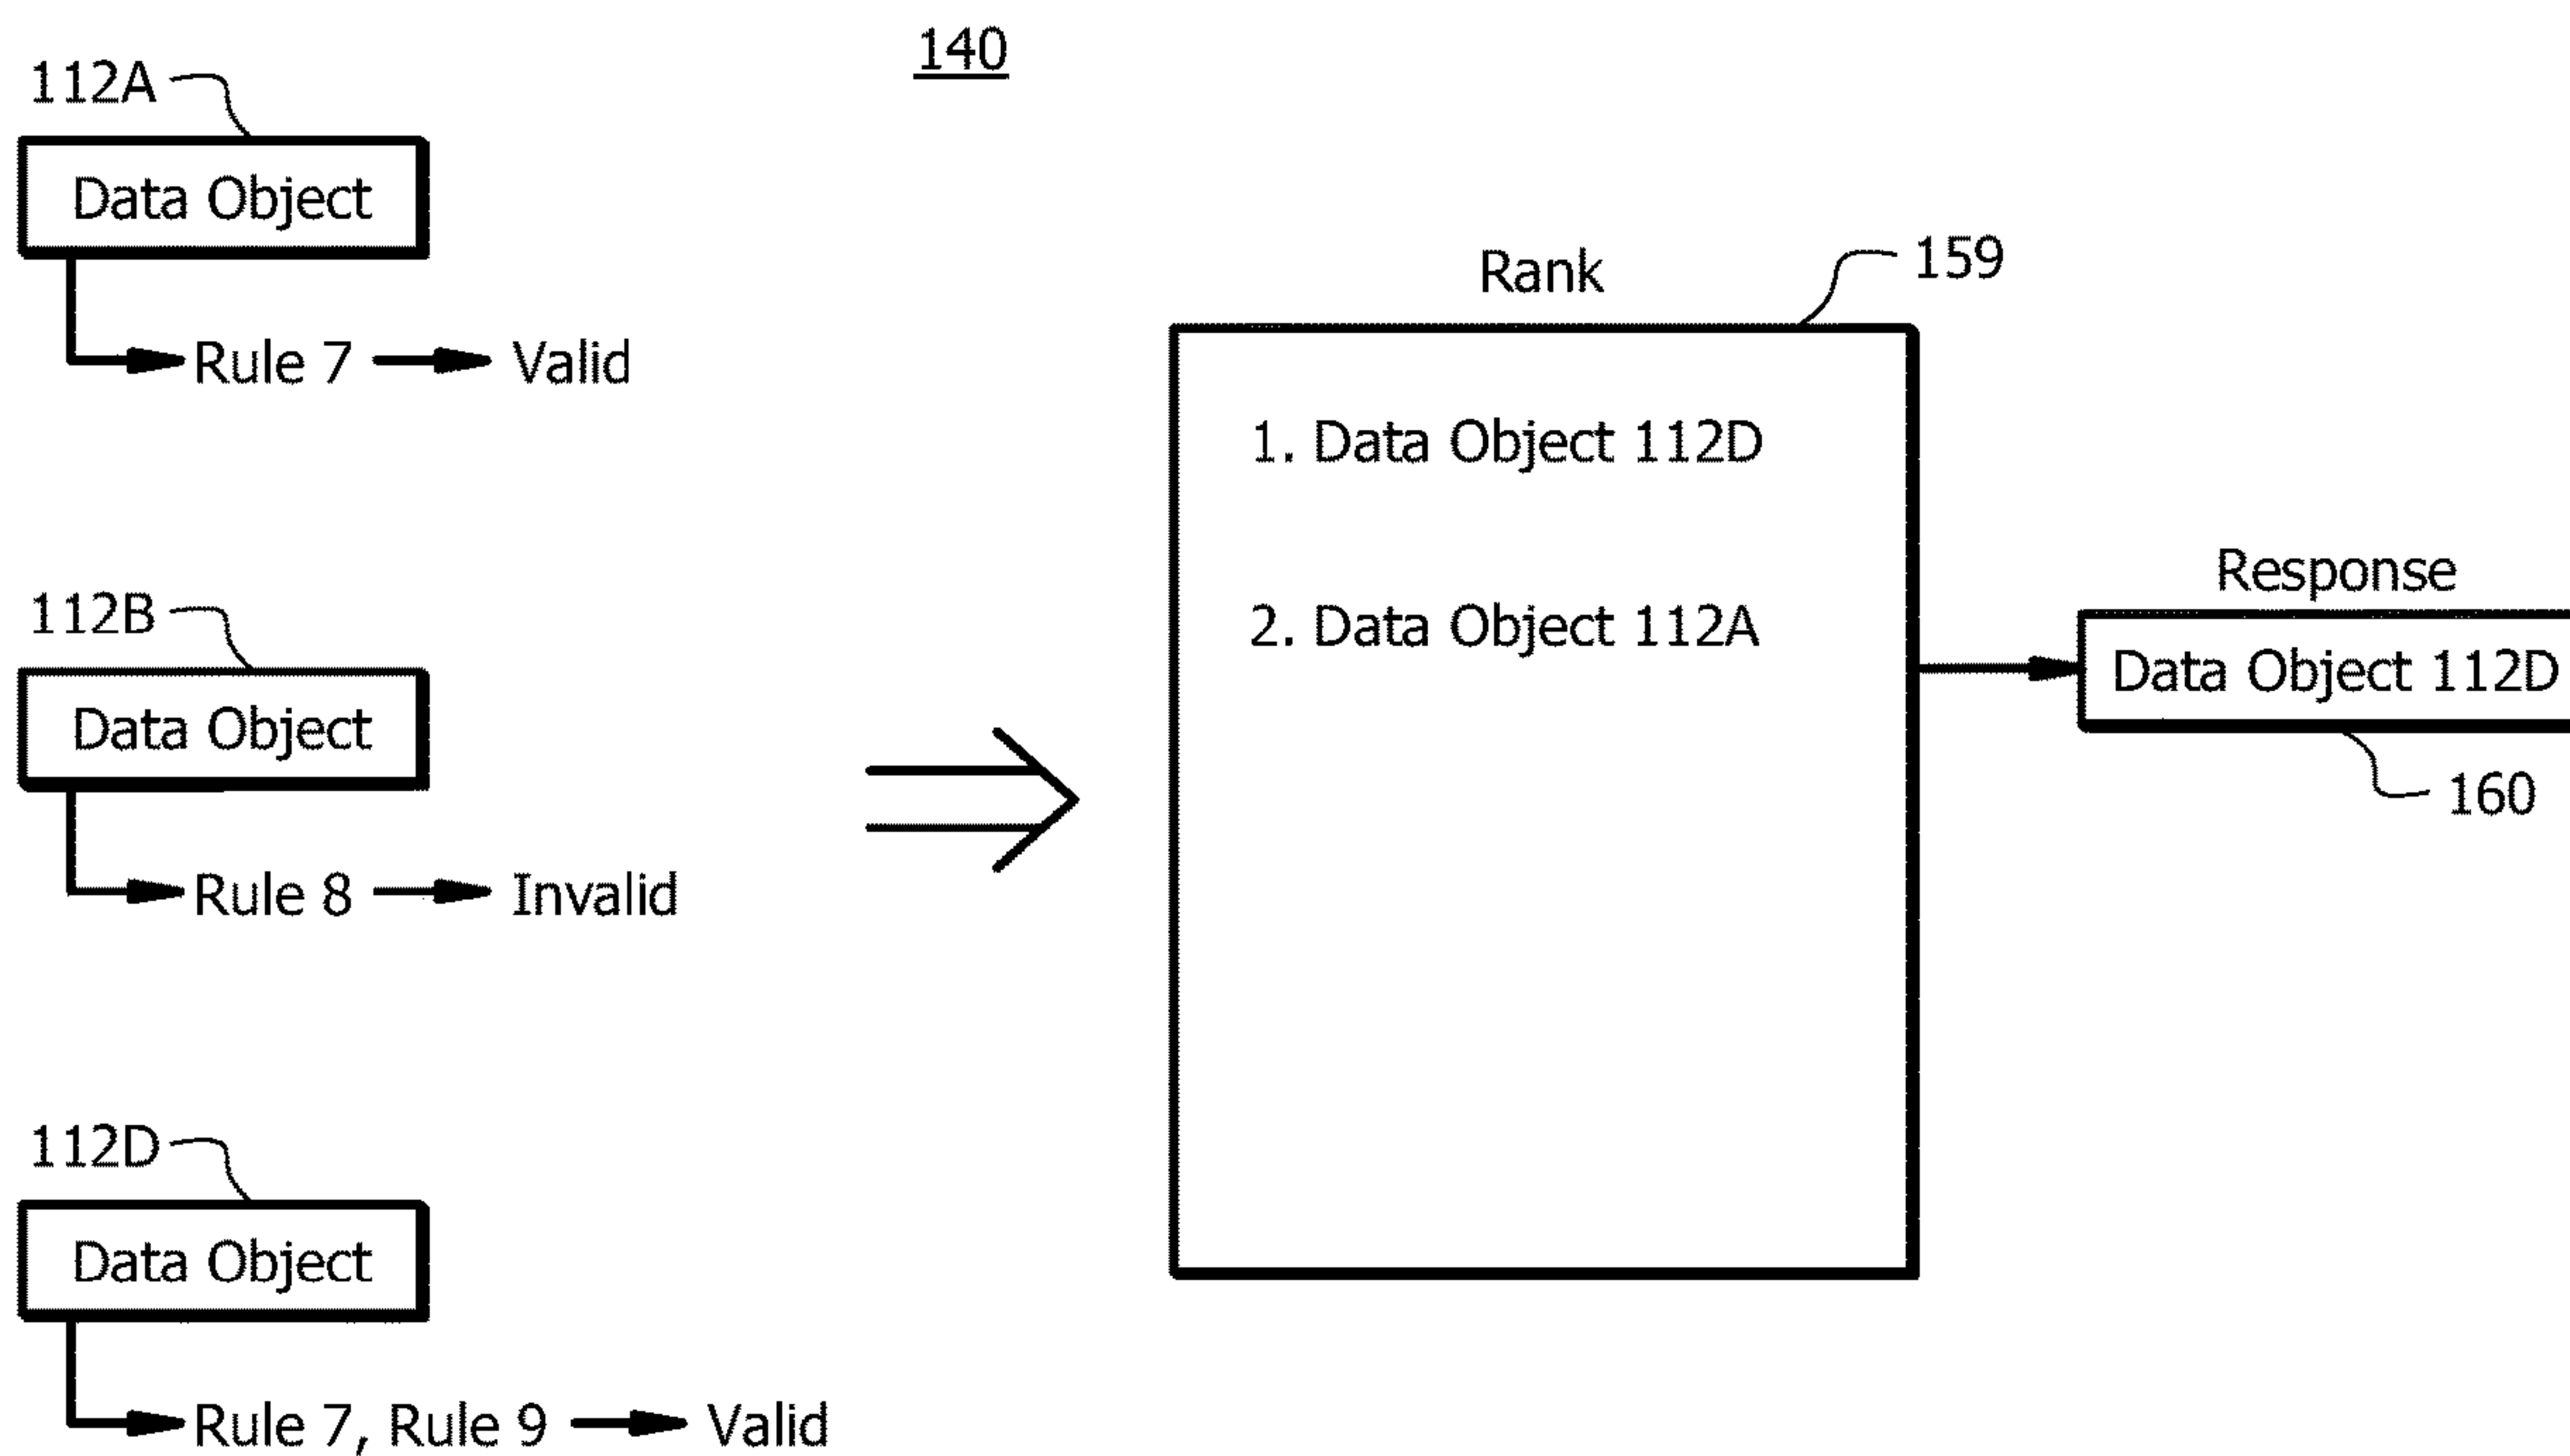 140
112A
Data Object
Rule 7
Valid
112B
Data Object
Rule 8
Invalid
112D
Data Object
Rule 7, Rule 9
Valid
Rank
159
1. Data Object 112D
2. Data Object 112A
Response
Data Object 112D
160